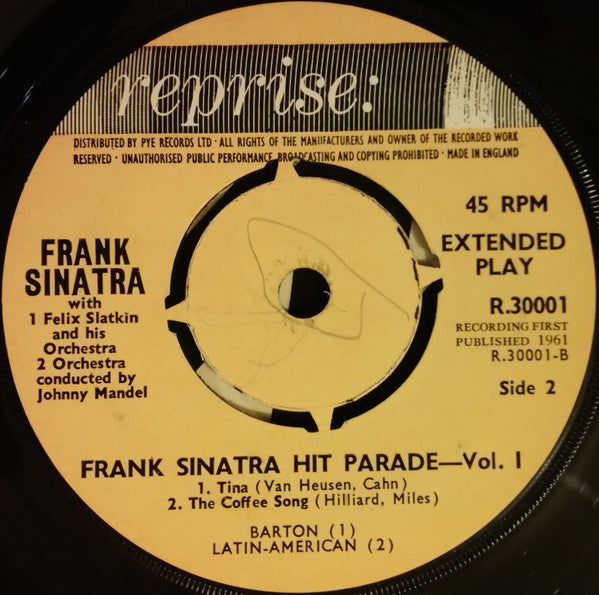 reprise:
DISTRIBUTED BY PYE RECORDS LTD · ALL RIGHTS OF THE MANUFACTURERS AND OWNER OF THE RECORDED WORK
RESERVED · UNAUTHORISED PUBLIC PERFORMANCE, BROADCASTING AND COPYING PROHIBITED · MADE IN ENGLAND
FRANK
SINATRA
with
1 Felix Slatkin
and his
Orchestra
2 Orchestra
conducted by
Johnny Mandel
45 RPM
EXTENDED
PLAY
R.30001
RECORDING FIRST
PUBLISHED 1961
R.30001-B
Side 2
FRANK SINATRA HIT PARADE—Vol. 1
1. Tina (Van Heusen, Cahn)
2. The Coffee Song (Hilliard, Miles)
BARTON (1)
LATIN-AMERICAN (2)